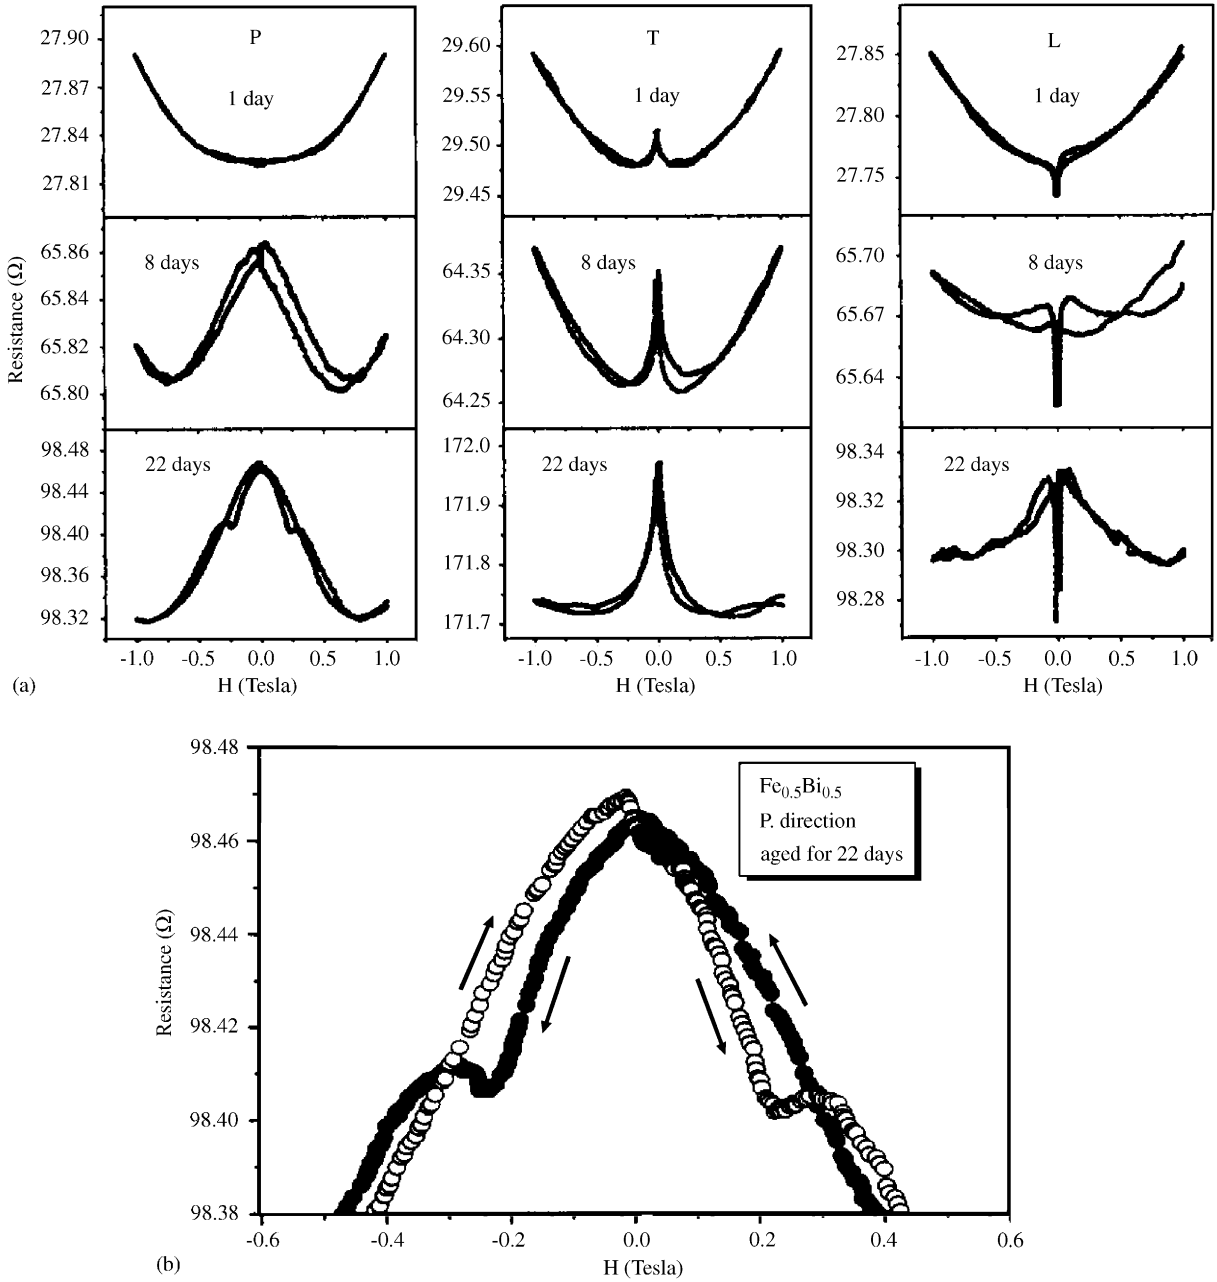 P
T
L
27.90
27.87
27.84
27.81
1 day
29.60
29.55
29.50
29.45
1 day
27.85
27.80
27.75
1 day
Resistance (Ω)
65.86
65.84
65.82
65.80
8 days
64.35
64.30
64.25
8 days
65.70
65.67
65.64
8 days
98.48
98.44
98.40
98.36
98.32
22 days
172.0
171.9
171.8
171.7
22 days
98.34
98.32
98.30
98.28
22 days
-1.0 -0.5 0.0 0.5 1.0
-1.0 -0.5 0.0 0.5 1.0
-1.0 -0.5 0.0 0.5 1.0
(a)
H (Tesla)
H (Tesla)
H (Tesla)
98.48
98.46
98.44
98.42
98.40
98.38
Resistance (Ω)
Fe0.5Bi0.5
P. direction
aged for 22 days
-0.6 -0.4 -0.2 0.0 0.2 0.4 0.6
(b)
H (Tesla)